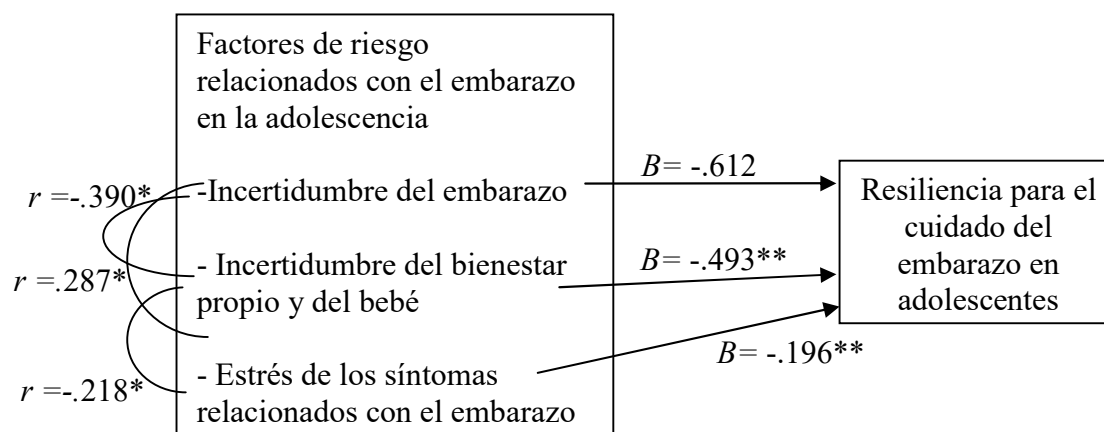 Factores de riesgo
relacionados con el embarazo
en la adolescencia
r =-.390*
-Incertidumbre del embarazo
B= -.612
r =.287*
- Incertidumbre del bienestar
propio y del bebé
B= -.493**
r =-.218*
- Estrés de los síntomas
relacionados con el embarazo
B= -.196**
Resiliencia para el
cuidado del
embarazo en
adolescentes